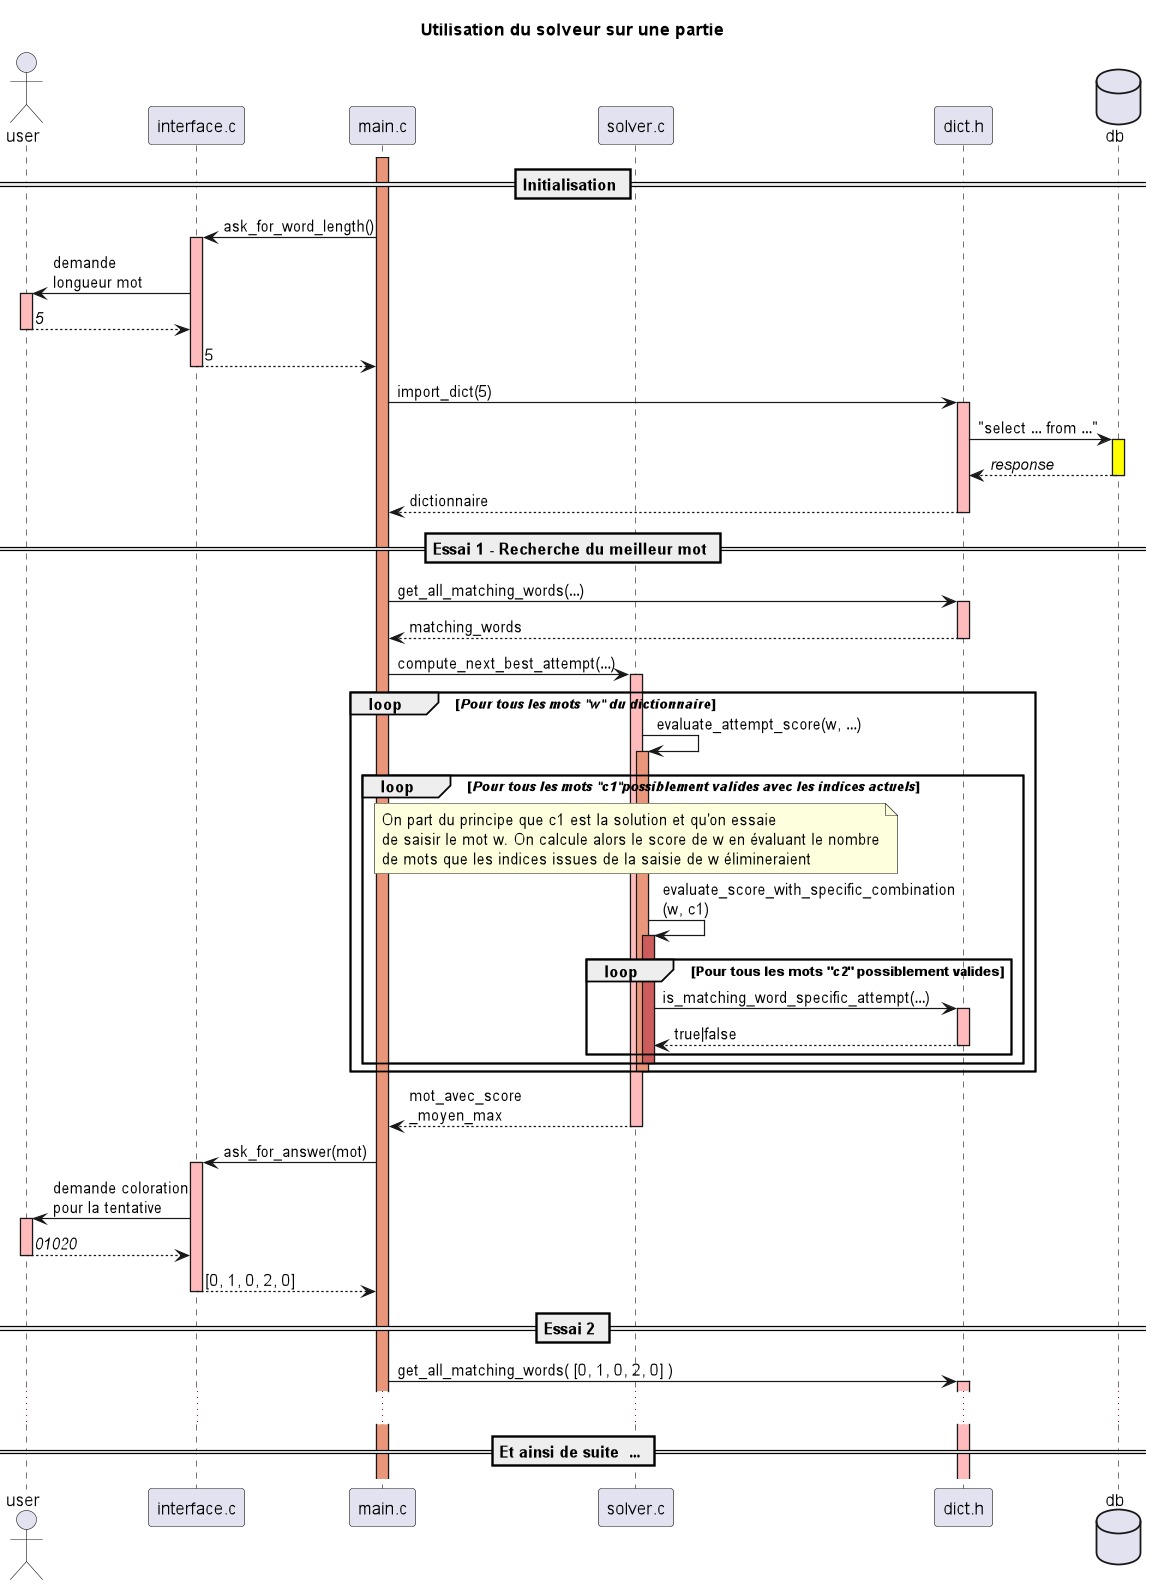 Utilisation du solveur sur une partie
user
interface.c
main.c
solver.c
dict.h
db
Initialisation
ask_for_word_length()
demande
longueur mot
5
5
import_dict(5)
"select ... from ..."
response
dictionnaire
Essai 1 - Recherche du meilleur mot
get_all_matching_words(...)
matching_words
compute_next_best_attempt(...)
loop [Pour tous les mots "w" du dictionnaire]
evaluate_attempt_score(w, ...)
loop [Pour tous les mots "c1"possiblement valides avec les indices actuels]
On part du principe que c1 est la solution et qu'on essaie
de saisir le mot w. On calcule alors le score de w en évaluant le nombre
de mots que les indices issues de la saisie de w élimineraient
evaluate_score_with_specific_combination
(w, c1)
loop [Pour tous les mots "c2" possiblement valides]
is_matching_word_specific_attempt(...)
true|false
mot_avec_score
_moyen_max
ask_for_answer(mot)
demande coloration
pour la tentative
01020
[0, 1, 0, 2, 0]
Essai 2
get_all_matching_words( [0, 1, 0, 2, 0] )
Et ainsi de suite ...
user
interface.c
main.c
solver.c
dict.h
db